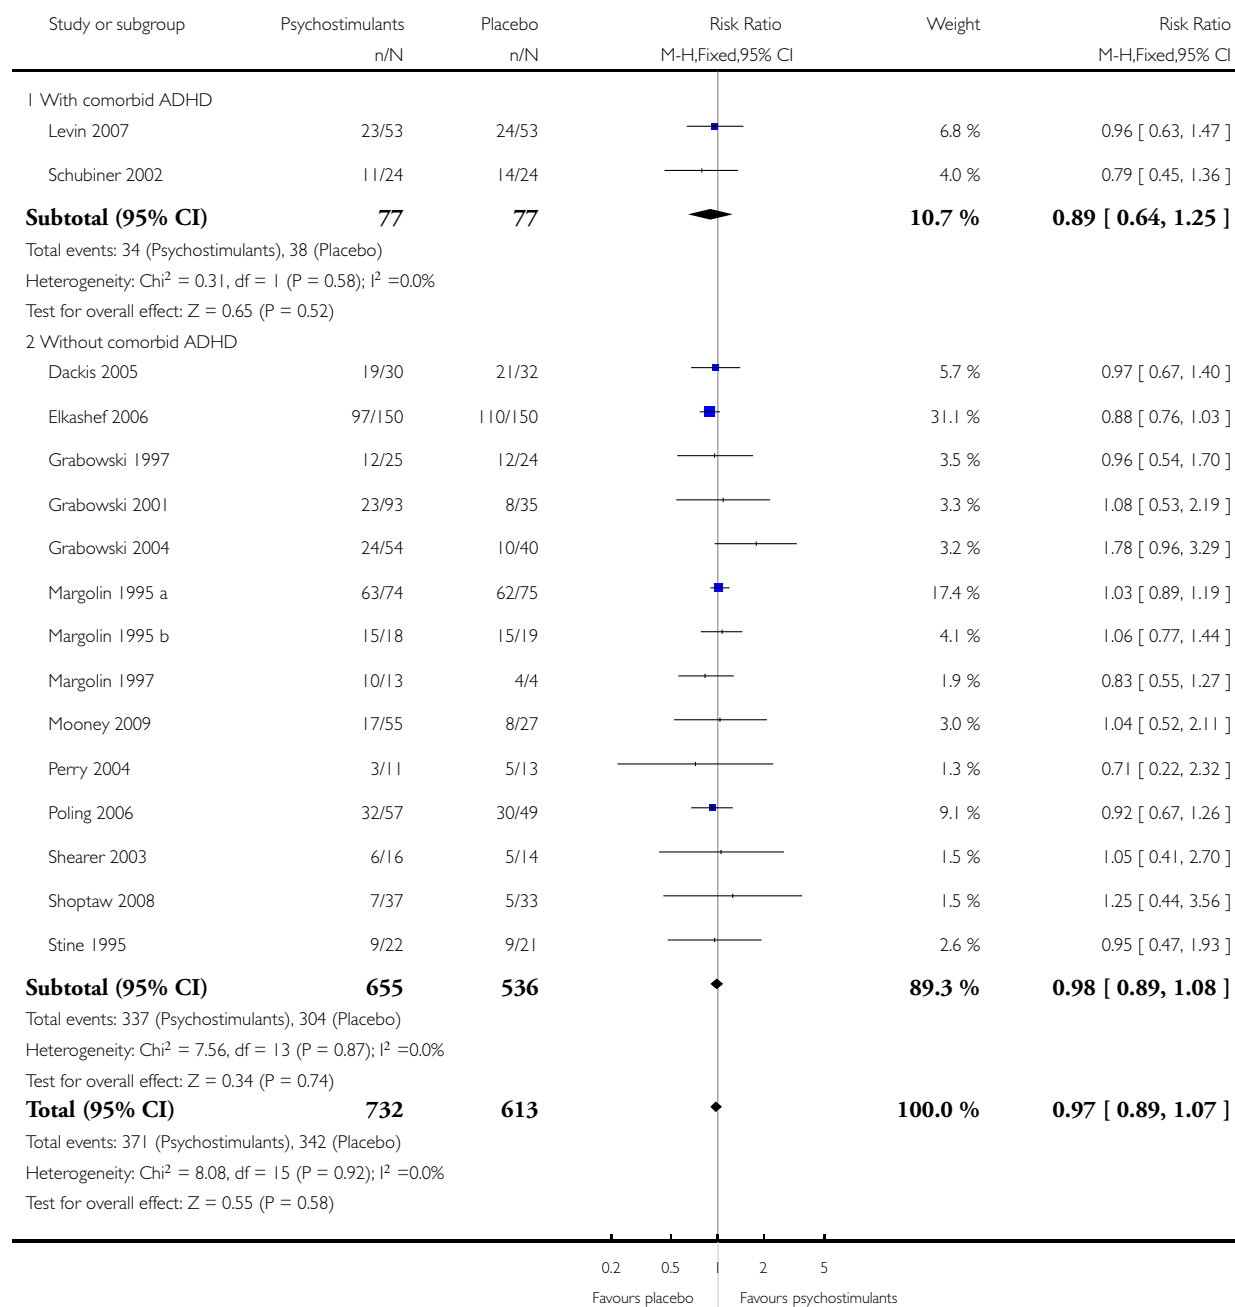 Study or subgroup Psychostimulants Placebo Risk Ratio Weight Risk Ratio
n/N n/N M-H,Fixed,95% CI M-H,Fixed,95% CI
1 With comorbid ADHD
Levin 2007 23/53 24/53 6.8 % 0.96 [ 0.63, 1.47 ]
Schubiner 2002 11/24 14/24 4.0 % 0.79 [ 0.45, 1.36 ]
Subtotal (95% CI) 77 77 10.7 % 0.89 [ 0.64, 1.25 ]
Total events: 34 (Psychostimulants), 38 (Placebo)
Heterogeneity: Chi² = 0.31, df = 1 (P = 0.58); I² =0.0%
Test for overall effect: Z = 0.65 (P = 0.52)
2 Without comorbid ADHD
Dackis 2005 19/30 21/32 5.7 % 0.97 [ 0.67, 1.40 ]
Elkashef 2006 97/150 110/150 31.1 % 0.88 [ 0.76, 1.03 ]
Grabowski 1997 12/25 12/24 3.5 % 0.96 [ 0.54, 1.70 ]
Grabowski 2001 23/93 8/35 3.3 % 1.08 [ 0.53, 2.19 ]
Grabowski 2004 24/54 10/40 3.2 % 1.78 [ 0.96, 3.29 ]
Margolin 1995 a 63/74 62/75 17.4 % 1.03 [ 0.89, 1.19 ]
Margolin 1995 b 15/18 15/19 4.1 % 1.06 [ 0.77, 1.44 ]
Margolin 1997 10/13 4/4 1.9 % 0.83 [ 0.55, 1.27 ]
Mooney 2009 17/55 8/27 3.0 % 1.04 [ 0.52, 2.11 ]
Perry 2004 3/11 5/13 1.3 % 0.71 [ 0.22, 2.32 ]
Poling 2006 32/57 30/49 9.1 % 0.92 [ 0.67, 1.26 ]
Shearer 2003 6/16 5/14 1.5 % 1.05 [ 0.41, 2.70 ]
Shoptaw 2008 7/37 5/33 1.5 % 1.25 [ 0.44, 3.56 ]
Stine 1995 9/22 9/21 2.6 % 0.95 [ 0.47, 1.93 ]
Subtotal (95% CI) 655 536 89.3 % 0.98 [ 0.89, 1.08 ]
Total events: 337 (Psychostimulants), 304 (Placebo)
Heterogeneity: Chi² = 7.56, df = 13 (P = 0.87); I² =0.0%
Test for overall effect: Z = 0.34 (P = 0.74)
Total (95% CI) 732 613 100.0 % 0.97 [ 0.89, 1.07 ]
Total events: 371 (Psychostimulants), 342 (Placebo)
Heterogeneity: Chi² = 8.08, df = 15 (P = 0.92); I² =0.0%
Test for overall effect: Z = 0.55 (P = 0.58)
0.2 0.5 1 2 5
Favours placebo Favours psychostimulants